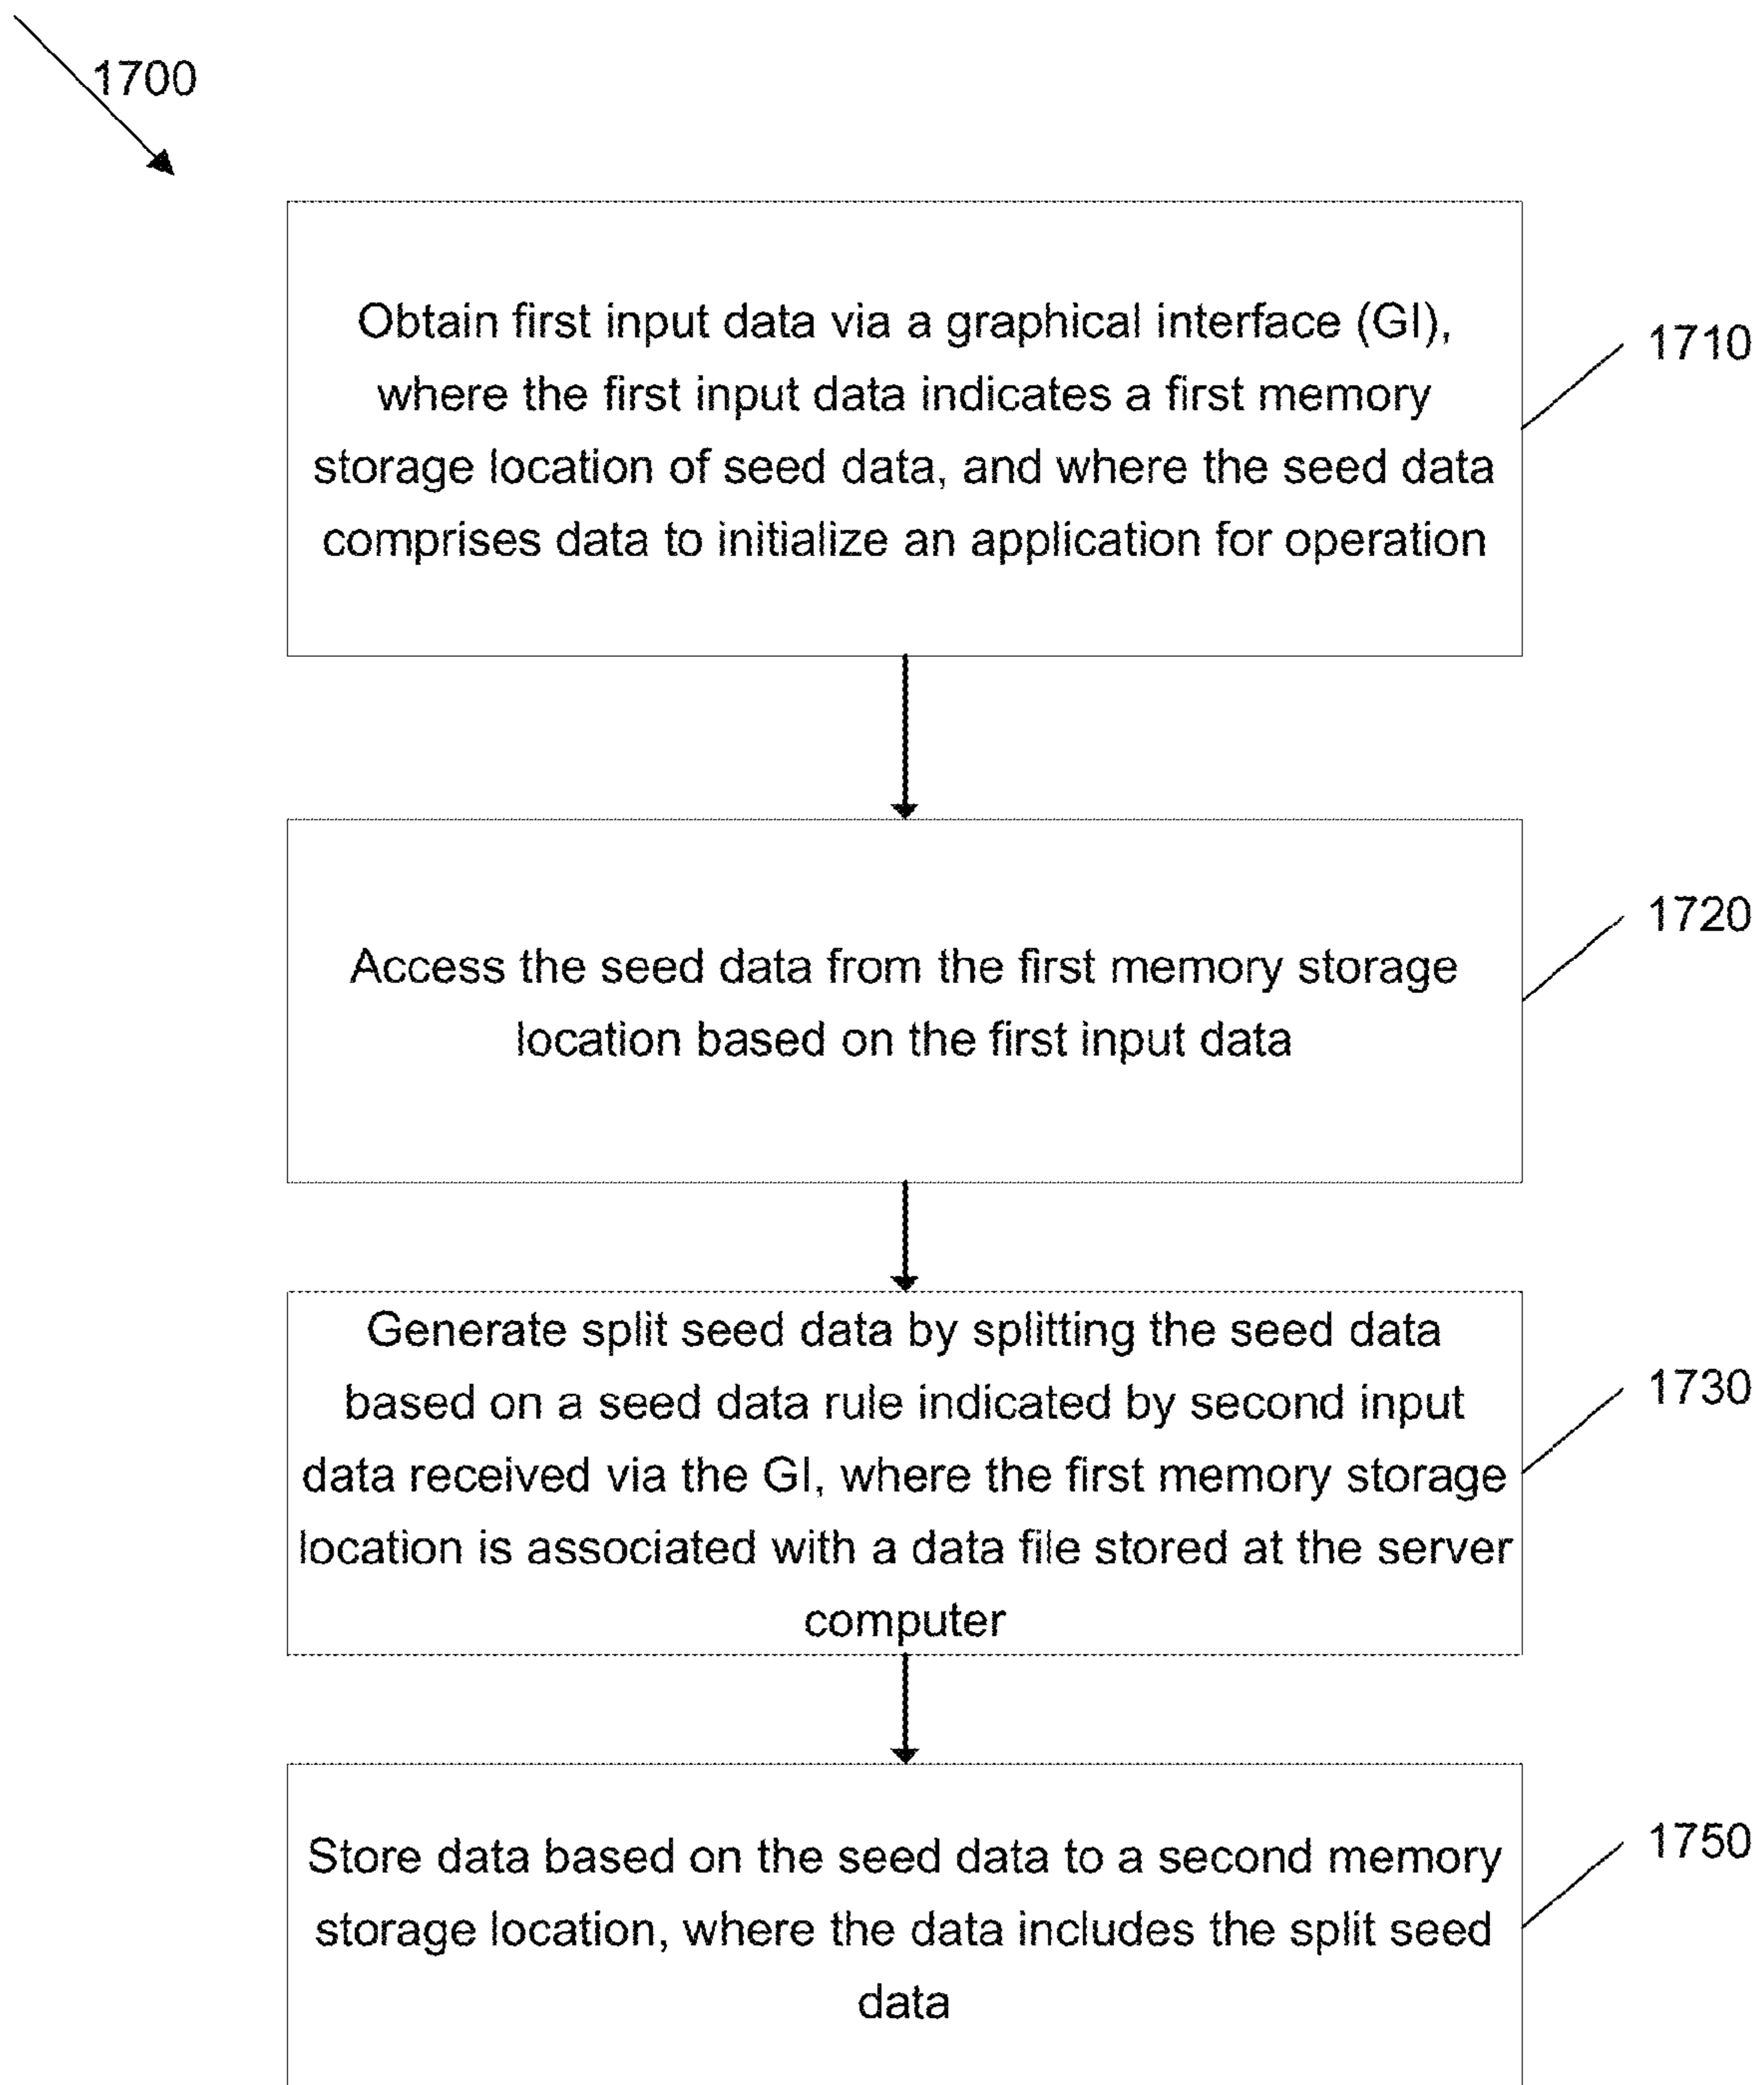 1700
Obtain first input data via a graphical interface (GI),
where the first input data indicates a first memory
storage location of seed data, and where the seed data
comprises data to initialize an application for operation
1710
Access the seed data from the first memory storage
location based on the first input data
1720
Generate split seed data by splitting the seed data
based on a seed data rule indicated by second input
data received via the GI, where the first memory storage
location is associated with a data file stored at the server
computer
1730
Store data based on the seed data to a second memory
storage location, where the data includes the split seed
data
1750